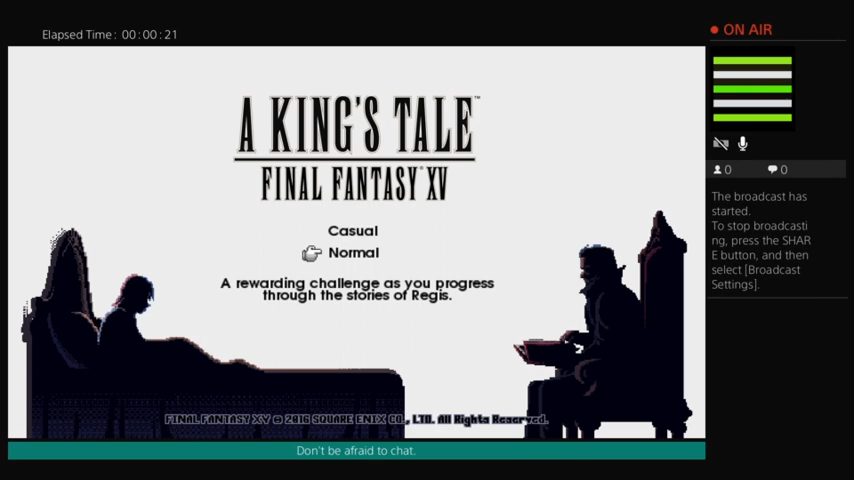 Elapsed Time: 00:00:21
ON AIR
A KING'S TALE™
FINAL FANTASY® XV
Casual
Normal
A rewarding challenge as you progress
through the stories of Regis.
FINAL FANTASY XV © 2016 SQUARE ENIX CO., LTD. All Rights Reserved.
Don't be afraid to chat.
0
0
The broadcast has
started.
To stop broadcasti
ng, press the SHAR
E button, and then
select [Broadcast
Settings].